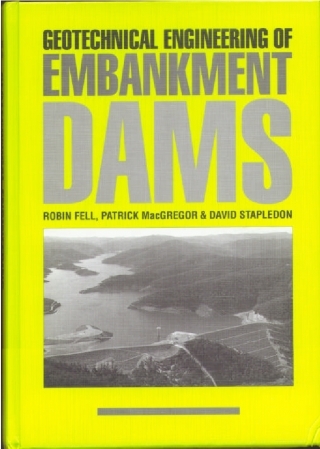 GEOTECHNICAL ENGINEERING OF
EMBANKMENT
DAMS
ROBIN FELL, PATRICK MacGREGOR & DAVID STAPLEDON